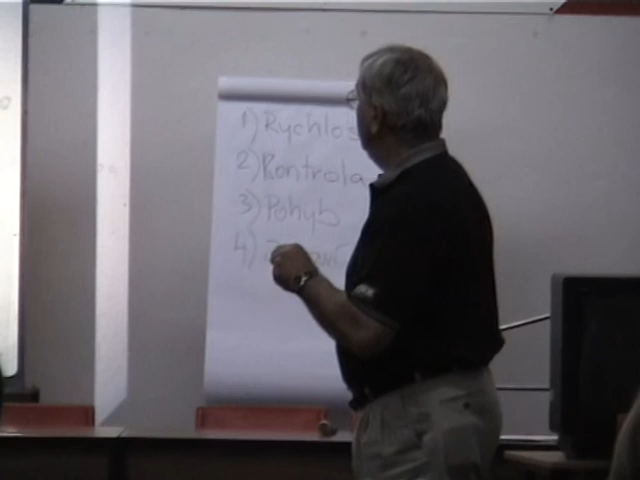 1) Rychlos
2) Kontrola
3) Pohyb
4)